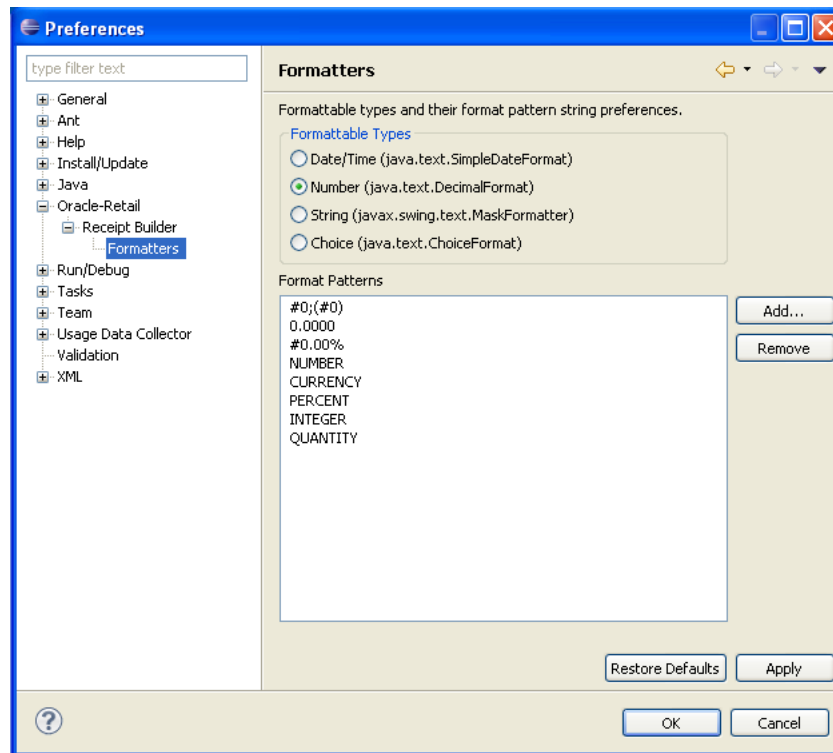 Preferences
type filter text
General
Ant
Help
Install/Update
Java
Oracle-Retail
Receipt Builder
Formatters
Run/Debug
Tasks
Team
Usage Data Collector
Validation
XML
Formatters
Formattable types and their format pattern string preferences.
Formattable Types
Date/Time (java.text.SimpleDateFormat)
Number (java.text.DecimalFormat)
String (javax.swing.text.MaskFormatter)
Choice (java.text.ChoiceFormat)
Format Patterns
#0;(#0)
0.0000
#0.00%
NUMBER
CURRENCY
PERCENT
INTEGER
QUANTITY
Add...
Remove
Restore Defaults
Apply
?
OK
Cancel